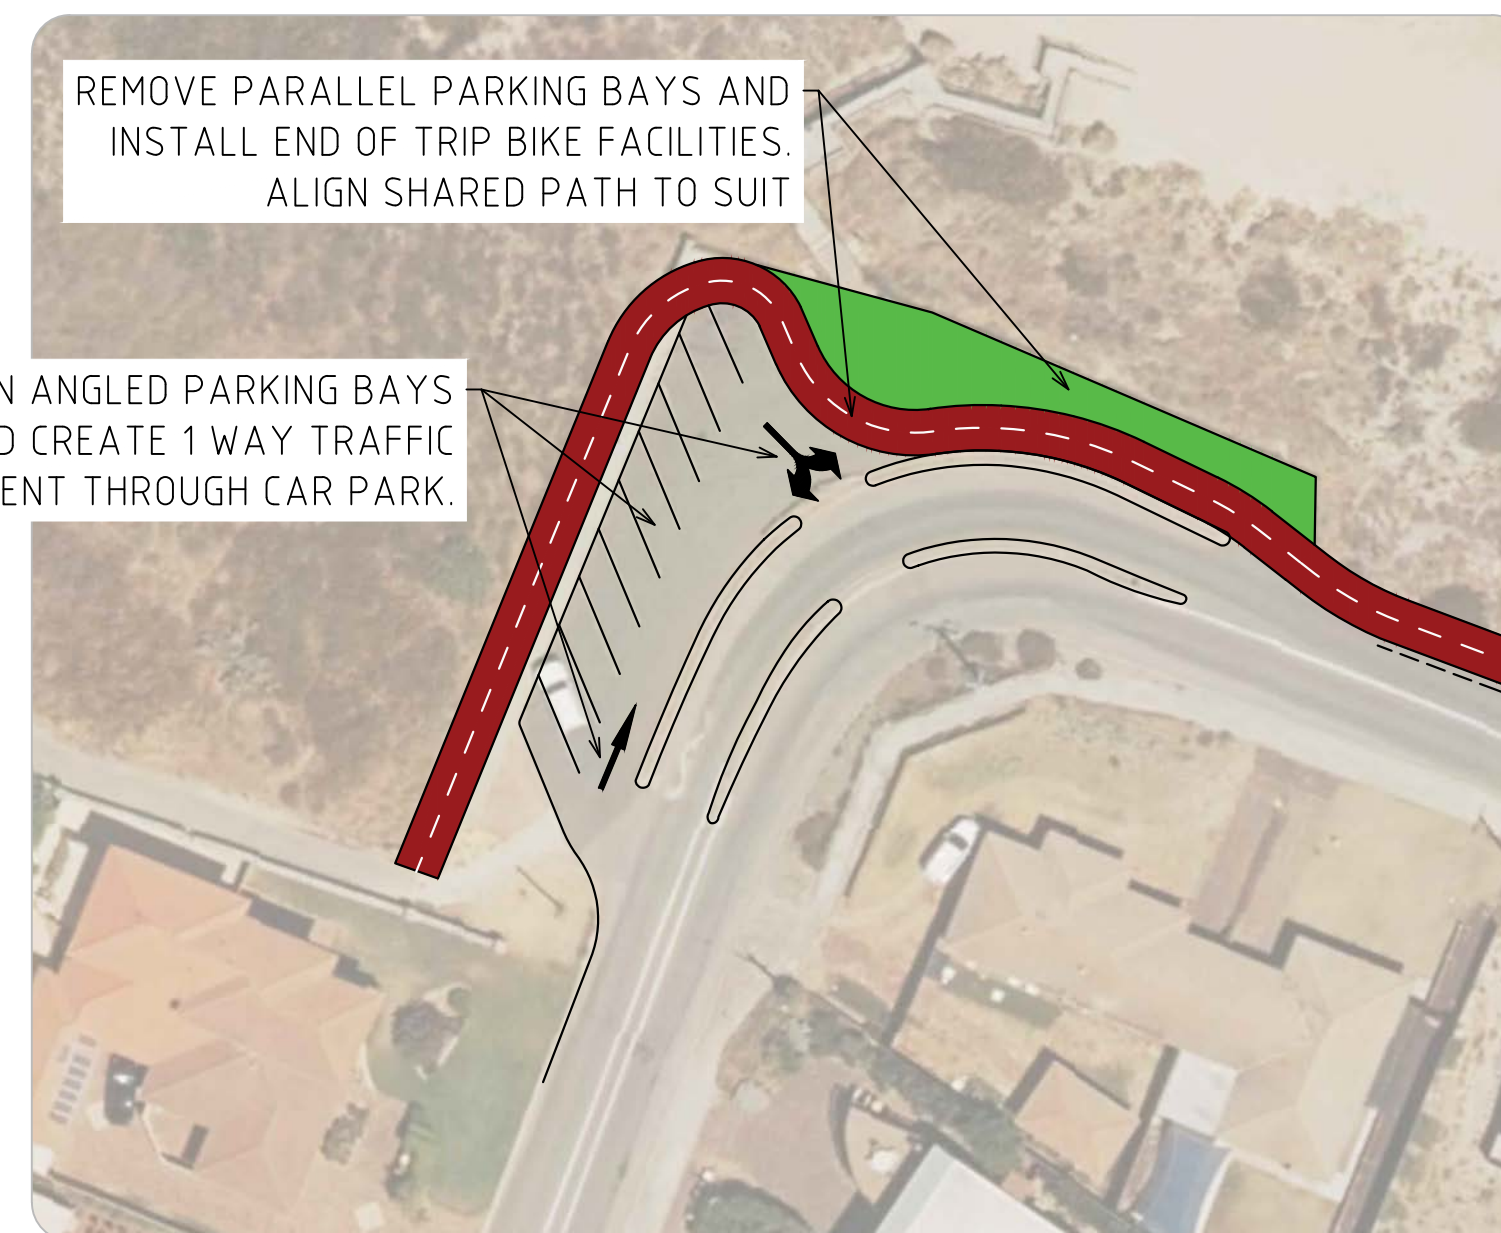 REMOVE PARALLEL PARKING BAYS AND
INSTALL END OF TRIP BIKE FACILITIES.
ALIGN SHARED PATH TO SUIT
ANGLED PARKING BAYS
CREATE 1 WAY TRAFFIC
THROUGH CAR PARK.